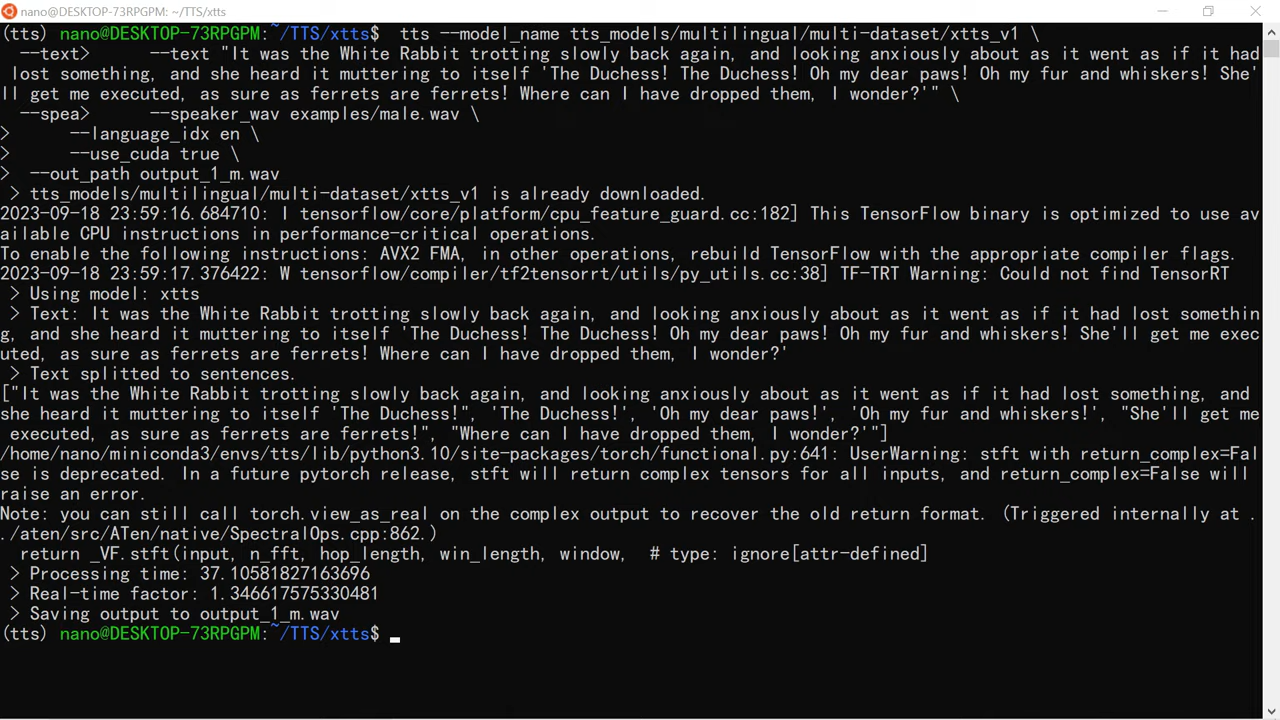 nano@DESKTOP-73RPGPM: ~/TTS/xtts
(tts) nano@DESKTOP-73RPGPM:~/TTS/xtts$  tts --model_name tts_models/multilingual/multi-dataset/xtts_v1 \
 --text>      --text "It was the White Rabbit trotting slowly back again, and looking anxiously about as it went as if it had
 lost something, and she heard it muttering to itself 'The Duchess! The Duchess! Oh my dear paws! Oh my fur and whiskers! She'
ll get me executed, as sure as ferrets are ferrets! Where can I have dropped them, I wonder?'" \
 --spea>      --speaker_wav examples/male.wav \
>      --language_idx en \
>      --use_cuda true \
>  --out_path output_1_m.wav
 > tts_models/multilingual/multi-dataset/xtts_v1 is already downloaded.
2023-09-18 23:59:16.684710: I tensorflow/core/platform/cpu_feature_guard.cc:182] This TensorFlow binary is optimized to use av
ailable CPU instructions in performance-critical operations.
To enable the following instructions: AVX2 FMA, in other operations, rebuild TensorFlow with the appropriate compiler flags.
2023-09-18 23:59:17.376422: W tensorflow/compiler/tf2tensorrt/utils/py_utils.cc:38] TF-TRT Warning: Could not find TensorRT
 > Using model: xtts
 > Text: It was the White Rabbit trotting slowly back again, and looking anxiously about as it went as if it had lost somethin
g, and she heard it muttering to itself 'The Duchess! The Duchess! Oh my dear paws! Oh my fur and whiskers! She'll get me exec
uted, as sure as ferrets are ferrets! Where can I have dropped them, I wonder?'
 > Text splitted to sentences.
["It was the White Rabbit trotting slowly back again, and looking anxiously about as it went as if it had lost something, and 
she heard it muttering to itself 'The Duchess!", 'The Duchess!', 'Oh my dear paws!', 'Oh my fur and whiskers!', "She'll get me
 executed, as sure as ferrets are ferrets!", "Where can I have dropped them, I wonder?'"]
/home/nano/miniconda3/envs/tts/lib/python3.10/site-packages/torch/functional.py:641: UserWarning: stft with return_complex=Fal
se is deprecated. In a future pytorch release, stft will return complex tensors for all inputs, and return_complex=False will 
raise an error.
Note: you can still call torch.view_as_real on the complex output to recover the old return format. (Triggered internally at .
./aten/src/ATen/native/SpectralOps.cpp:862.)
  return _VF.stft(input, n_fft, hop_length, win_length, window,  # type: ignore[attr-defined]
 > Processing time: 37.10581827163696
 > Real-time factor: 1.346617575330481
 > Saving output to output_1_m.wav
(tts) nano@DESKTOP-73RPGPM:~/TTS/xtts$